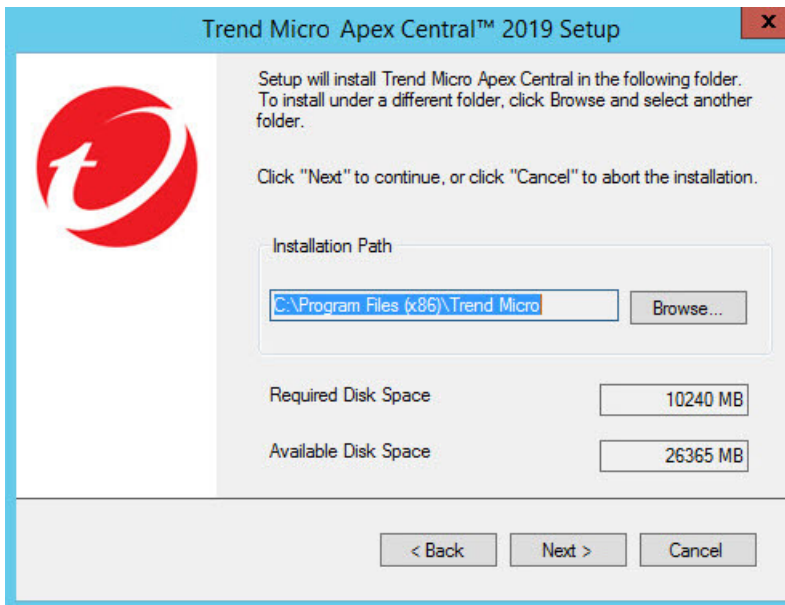 Trend Micro Apex Central™ 2019 Setup
x
Setup will install Trend Micro Apex Central in the following folder.
To install under a different folder, click Browse and select another
folder.
Click "Next" to continue, or click "Cancel" to abort the installation.
Installation Path
C:\Program Files (x86)\Trend Micro
Browse...
Required Disk Space
10240 MB
Available Disk Space
26365 MB
< Back
Next >
Cancel